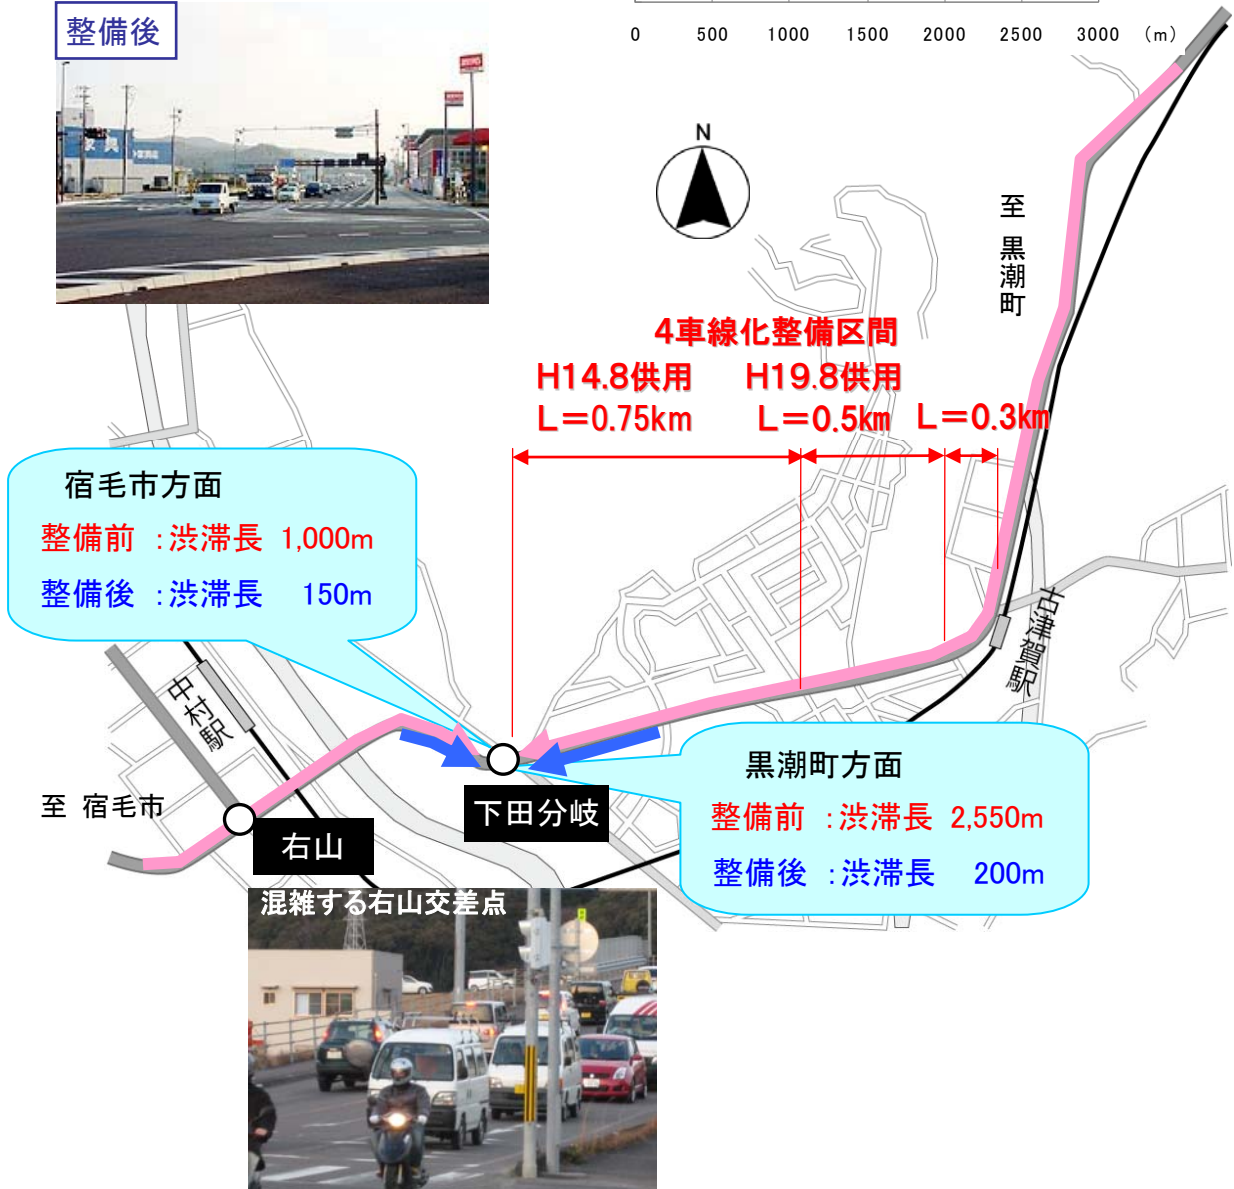 整備後
0 500 1000 1500 2000 2500 3000 （m）
N
至 黒潮町
4車線化整備区間
H14.8供用 H19.8供用
L＝0.75km L＝0.5km L＝0.3km
宿毛市方面
整備前 ：渋滞長 1,000m
整備後 ：渋滞長 150m
古津賀駅
中村駅
至 宿毛市
下田分岐
右山
黒潮町方面
整備前 ：渋滞長 2,550m
整備後 ：渋滞長 200m
混雑する右山交差点